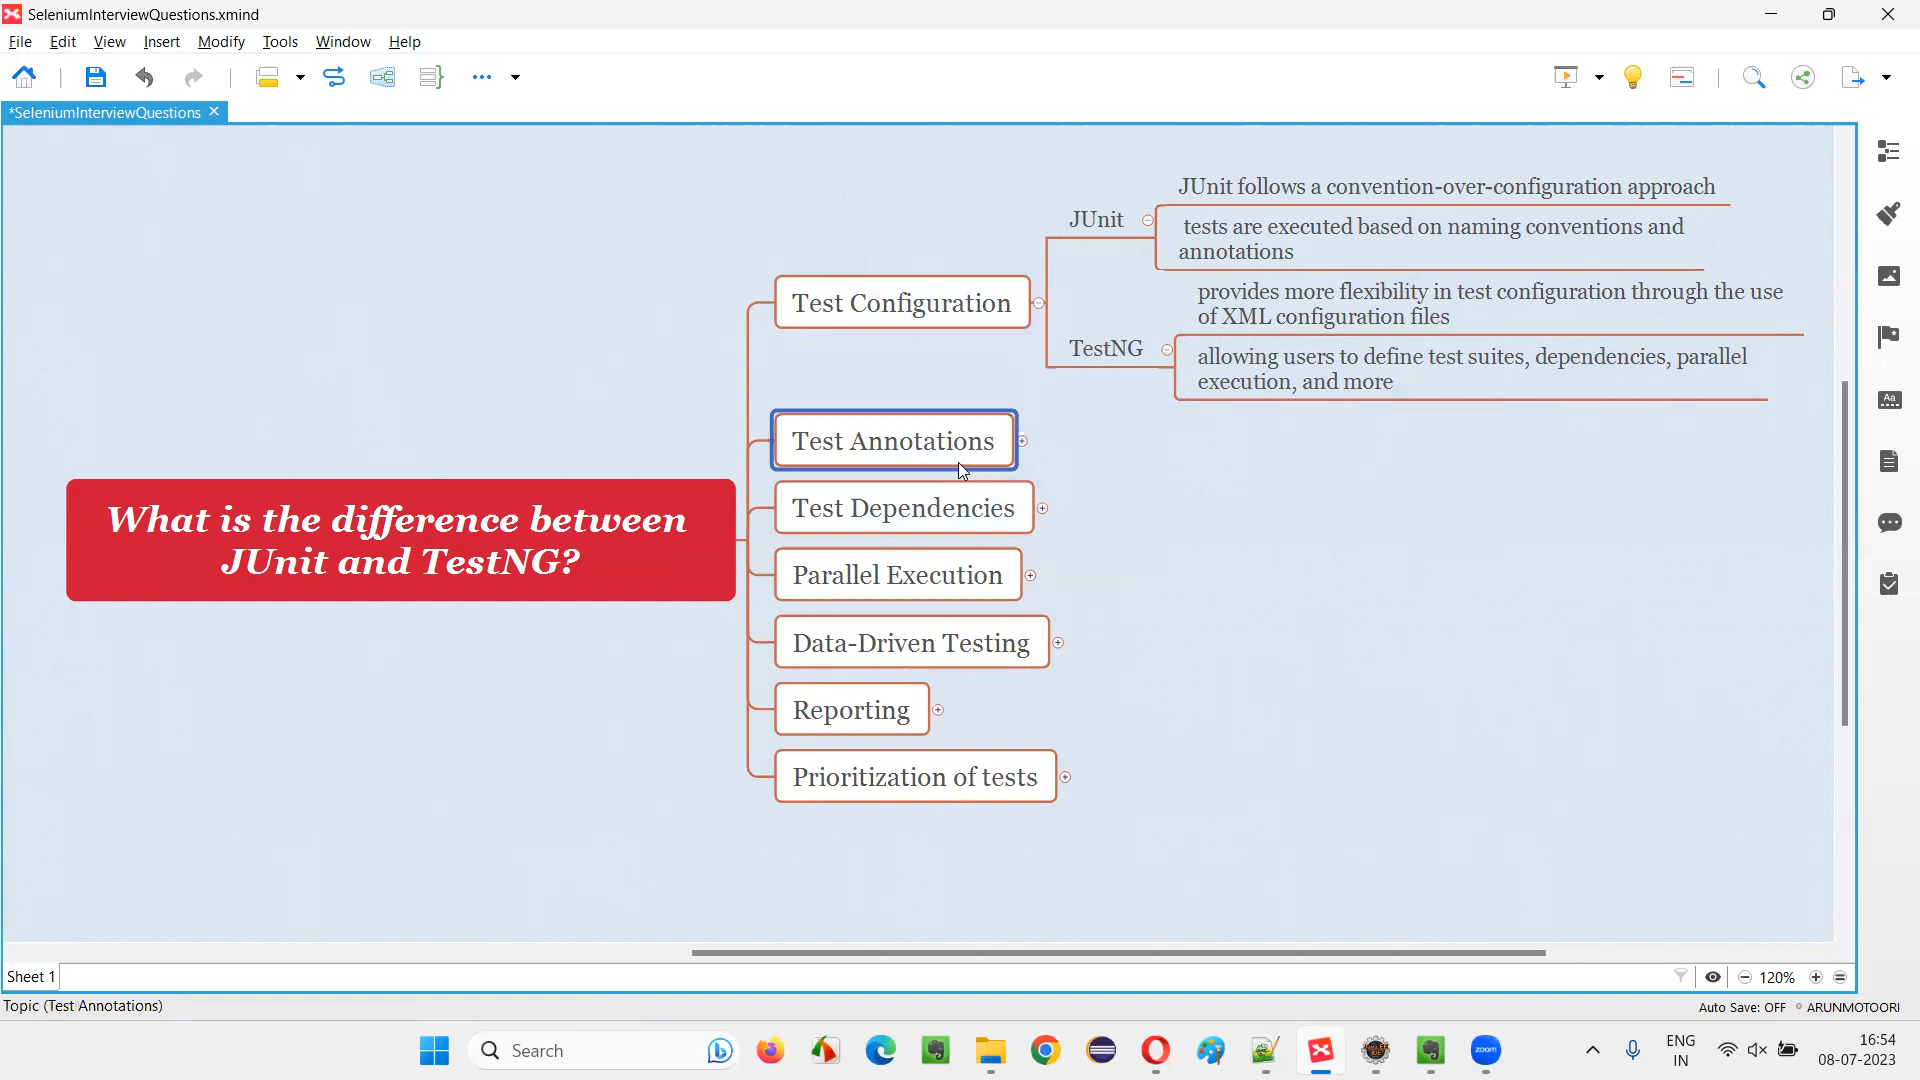 SeleniumInterviewQuestions.xmind
File Edit View Insert Modify Tools Window Help
*SeleniumInterviewQuestions
JUnit follows a convention-over-configuration approach
JUnit
tests are executed based on naming conventions and
annotations
Test Configuration
provides more flexibility in test configuration through the use
of XML configuration files
TestNG
allowing users to define test suites, dependencies, parallel
execution, and more
Test Annotations
What is the difference between
JUnit and TestNG?
Test Dependencies
Parallel Execution
Data-Driven Testing
Reporting
Prioritization of tests
Aa
Sheet 1
120%
Topic (Test Annotations)
Auto Save: OFF
ARUNMOTOORI
Search
zoom
ENG
IN
16:54
08-07-2023